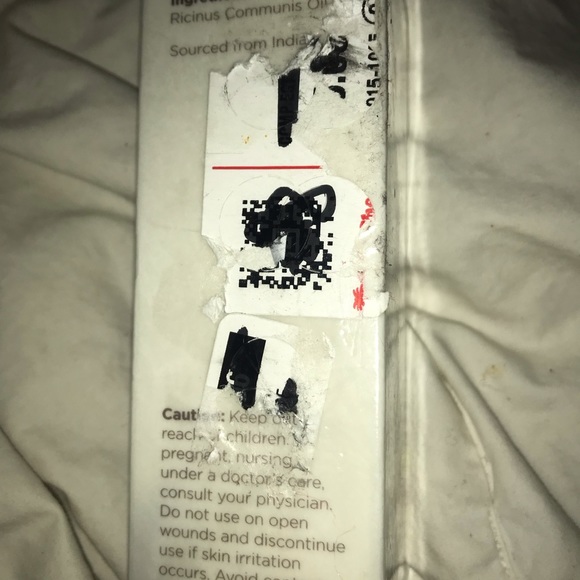 Ricinus Communis Oil
Sourced from India
Caution: Keep out
reach of children.
pregnant, nursing,
under a doctor's care,
consult your physician.
Do not use on open
wounds and discontinue
use if skin irritation
occurs. Avoid